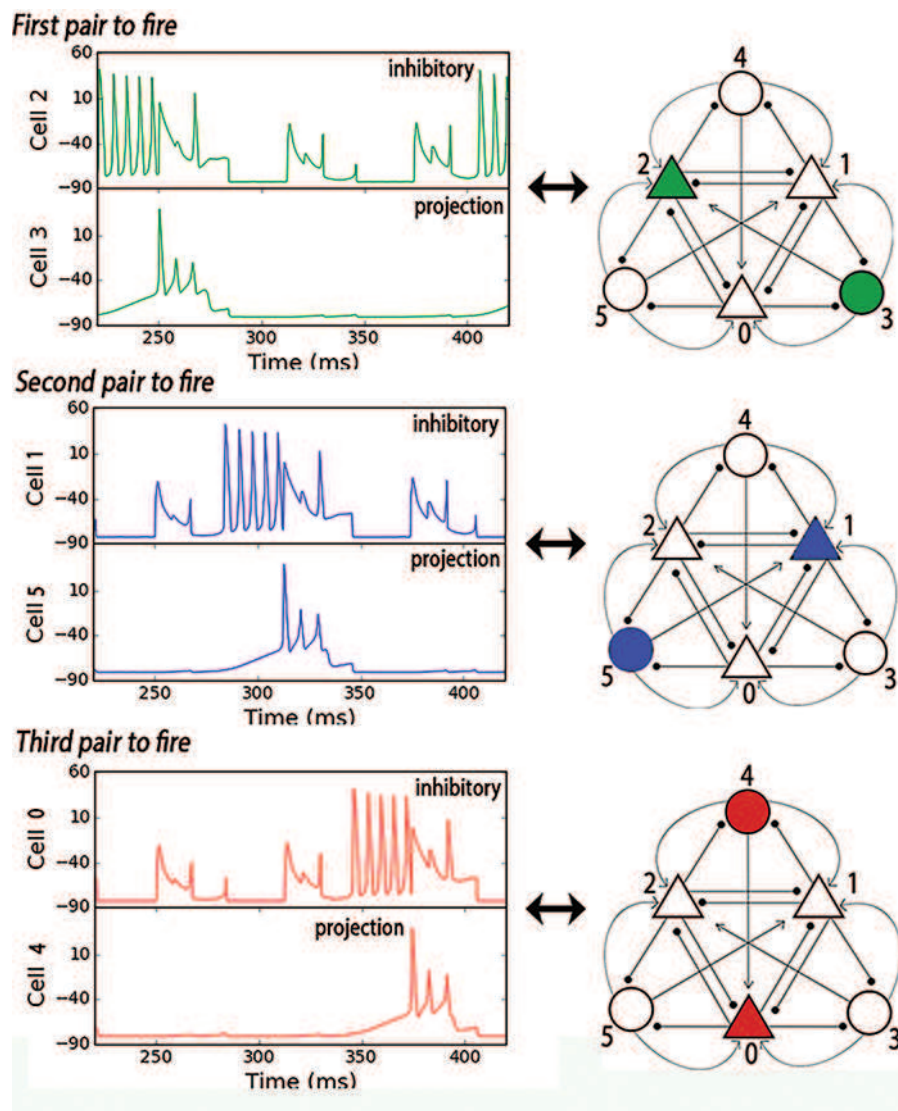 First pair to fire
60
10
−40
−90
Cell 2
inhibitory
10
−40
−90
Cell 3
projection
250
300
350
400
Time (ms)
4
2
1
5
3
0
Second pair to fire
60
10
−40
−90
Cell 1
inhibitory
10
−40
−90
Cell 5
projection
250
300
350
400
Time (ms)
4
2
1
5
3
0
Third pair to fire
60
10
−40
−90
Cell 0
inhibitory
10
−40
−90
Cell 4
projection
250
300
350
400
Time (ms)
4
2
1
5
3
0